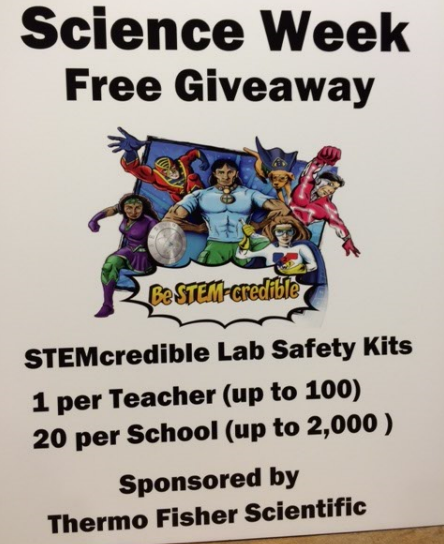 Science Week
Free Giveaway
Be STEM-credible
STEMcredible Lab Safety Kits
1 per Teacher (up to 100)
20 per School (up to 2,000 )
Sponsored by
Thermo Fisher Scientific